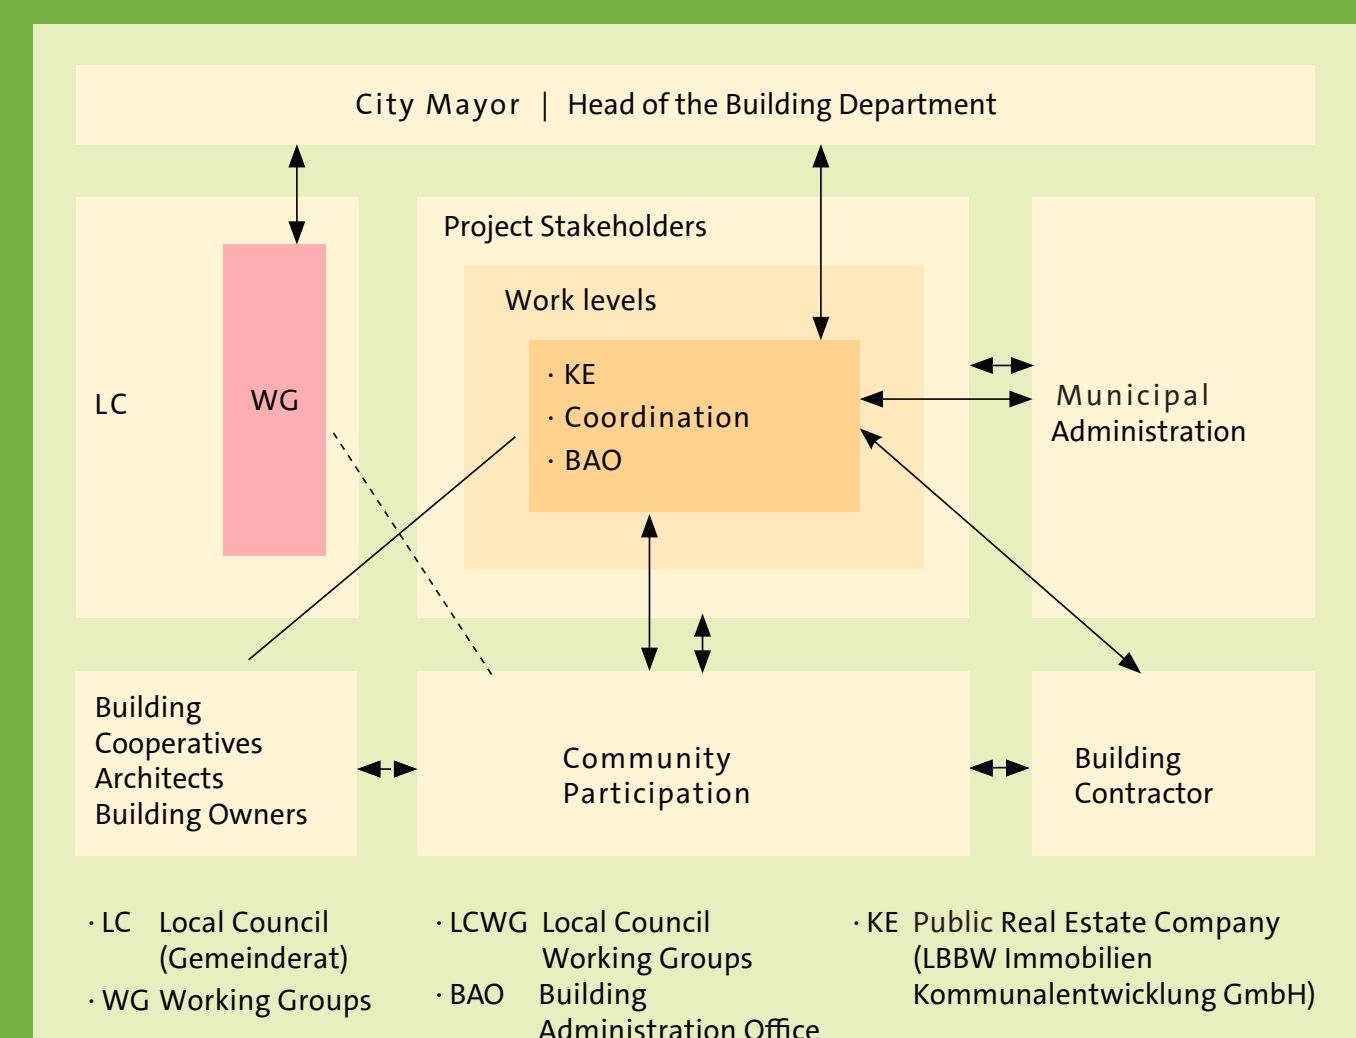 City Mayor | Head of the Building Department
Project Stakeholders
Work levels
· KE
· Coordination
· BAO
LC
WG
Municipal
Administration
Building
Cooperatives
Architects
Building Owners
Community
Participation
Building
Contractor
· LC Local Council
(Gemeinderat)
· WG Working Groups
· LCWG Local Council
Working Groups
· BAO Building
Administration Office
· KE Public Real Estate Company
(LBBW Immobilien
Kommunalentwicklung GmbH)